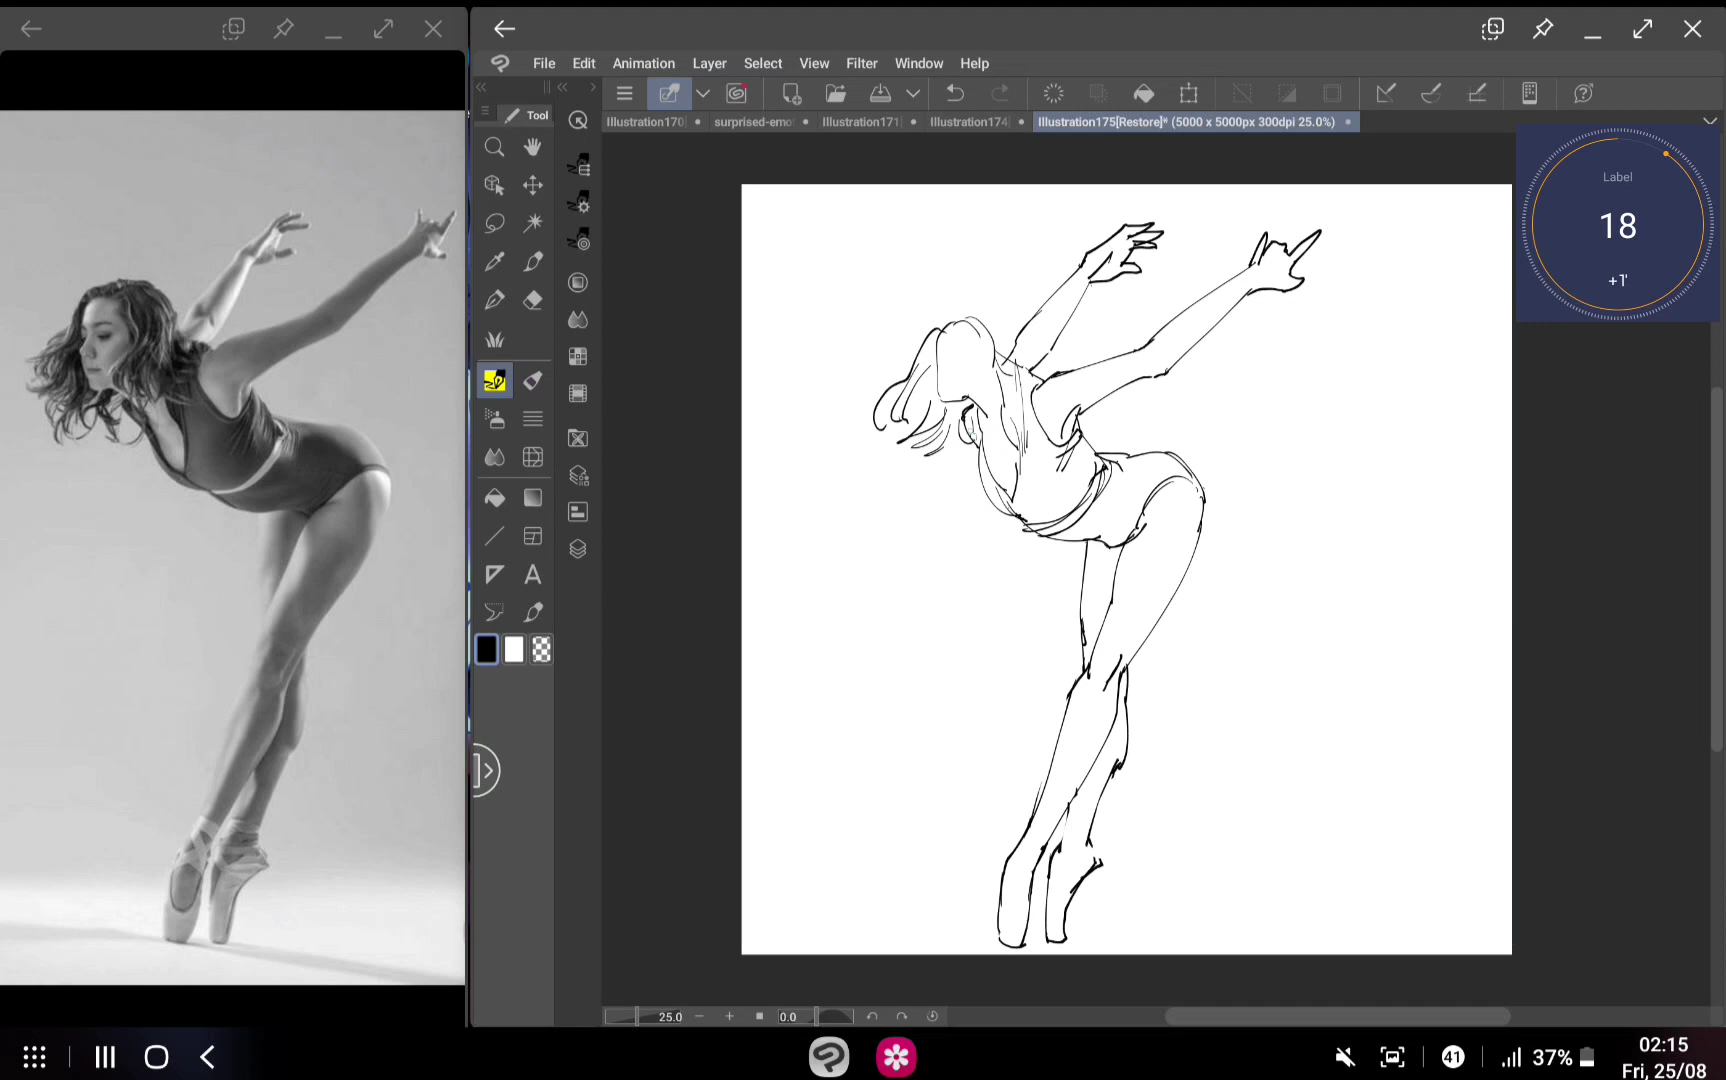 File Edit Animation Layer Select View Filter Window Help
Tool
Illustration170 surprised-emo Illustration171 Illustration174 Illustration175[Restore]* (5000 x 5000px 300dpi 25.0%)
Label
18
+1'
A
25.0 0.0
41 37% 02:15
Fri, 25/08